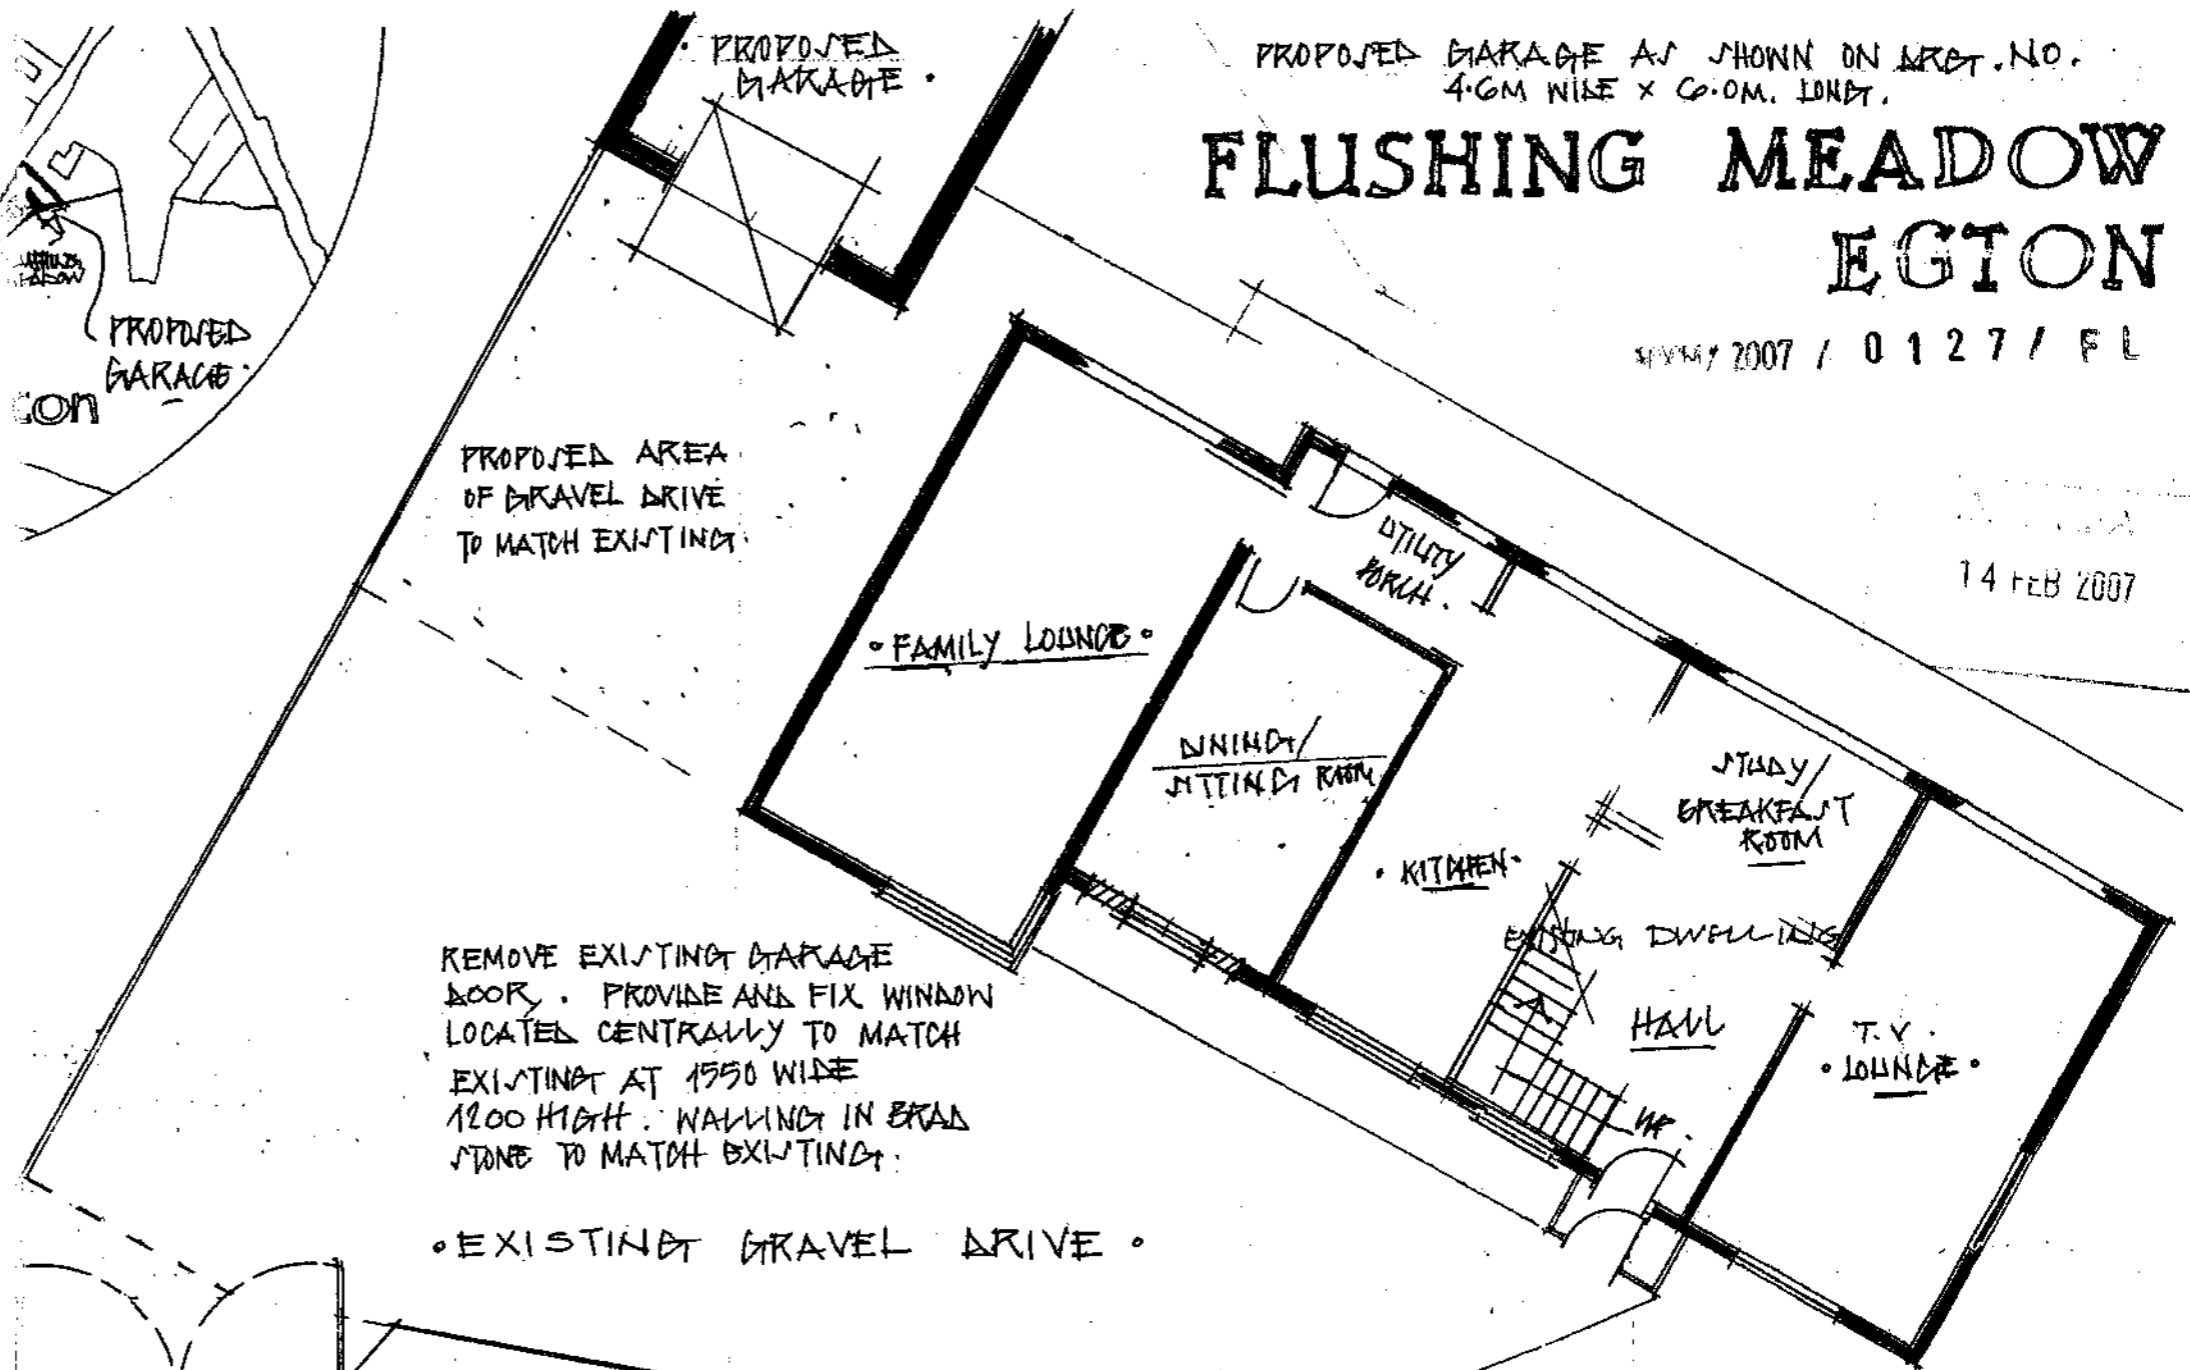 PROPOSED
GARAGE
PROPOSED GARAGE AS SHOWN ON DRG. NO.
4.6M WIDE x 6.0M. LONG.
FLUSHING MEADOW
EGTON
2007 / 0127 / FL
14 FEB 2007
PROPOSED
GARAGE
PROPOSED AREA
OF GRAVEL DRIVE
TO MATCH EXISTING.
UTILITY
PORCH.
FAMILY LOUNGE
DINING/
SITTING ROOM
STUDY/
BREAKFAST
ROOM
KITCHEN
EXISTING DWELLING
HALL
T.V.
LOUNGE
UP.
REMOVE EXISTING GARAGE
DOOR, . PROVIDE AND FIX WINDOW
LOCATED CENTRALLY TO MATCH
EXISTING AT 1550 WIDE
1200 HIGH. WALLING IN BRAD
STONE TO MATCH EXISTING.
EXISTING GRAVEL DRIVE